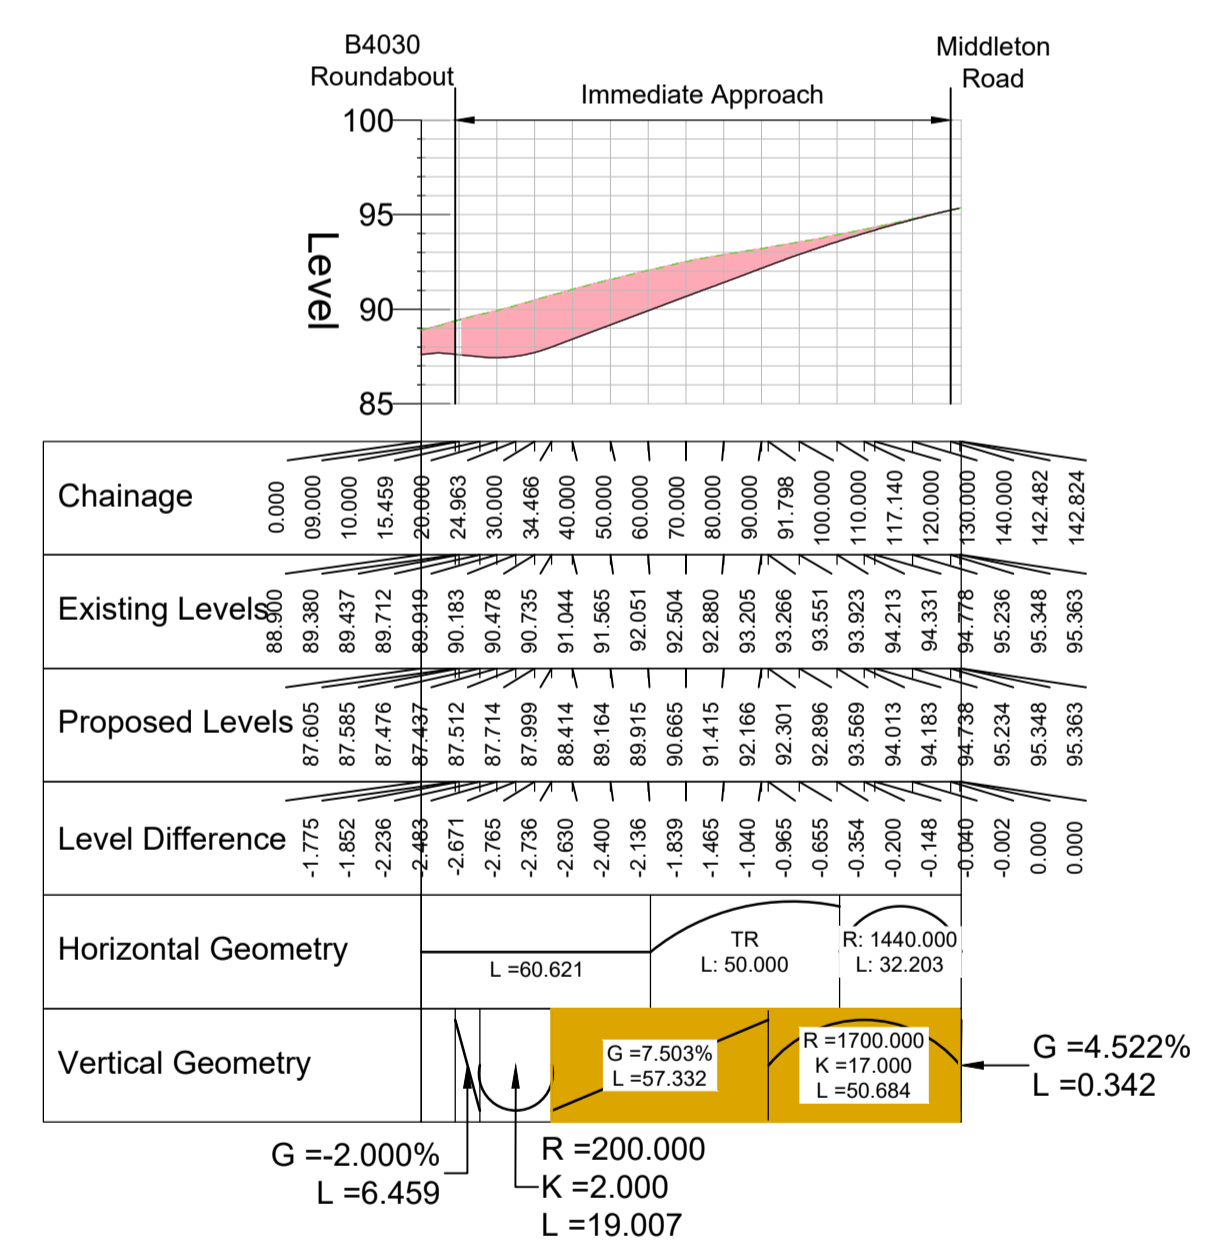 B4030
Roundabout
Middleton
Road
Immediate Approach
100
95
90
85
Level
Chainage
0.000 09.000 10.000 15.459 20.000 24.963 30.000 34.466 40.000 50.000 60.000 70.000 80.000 90.000 91.798 100.000 110.000 117.140 120.000 130.000 140.000 142.482 142.824
Existing Levels
88.900 89.380 89.437 89.712 89.919 90.183 90.478 90.735 91.044 91.565 92.051 92.504 92.880 93.205 93.266 93.551 93.923 94.213 94.331 94.778 95.236 95.348 95.363
Proposed Levels
87.605 87.585 87.476 87.437 87.512 87.714 87.999 88.414 89.164 89.915 90.665 91.415 92.166 92.301 92.896 93.569 94.013 94.183 94.738 95.234 95.348 95.363
Level Difference
-1.775 -1.852 -2.236 -2.483 -2.671 -2.765 -2.736 -2.630 -2.400 -2.136 -1.839 -1.465 -1.040 -0.965 -0.655 -0.354 -0.200 -0.148 -0.040 -0.002 0.000 0.000
Horizontal Geometry
L =60.621
TR
L: 50.000
R: 1440.000
L: 32.203
Vertical Geometry
G =7.503%
L =57.332
R =1700.000
K =17.000
L =50.684
G =4.522%
L =0.342
G =-2.000%
L =6.459
R =200.000
K =2.000
L =19.007